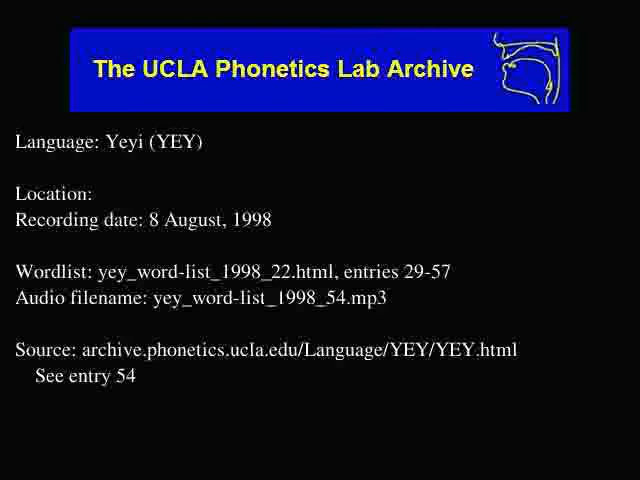 The UCLA Phonetics Lab Archive
Language: Yeyi (YEY)
Location:
Recording date: 8 August, 1998
Wordlist: yey_word-list_1998_22.html, entries 29-57
Audio filename: yey_word-list_1998_54.mp3
Source: archive.phonetics.ucla.edu/Language/YEY/YEY.html
See entry 54